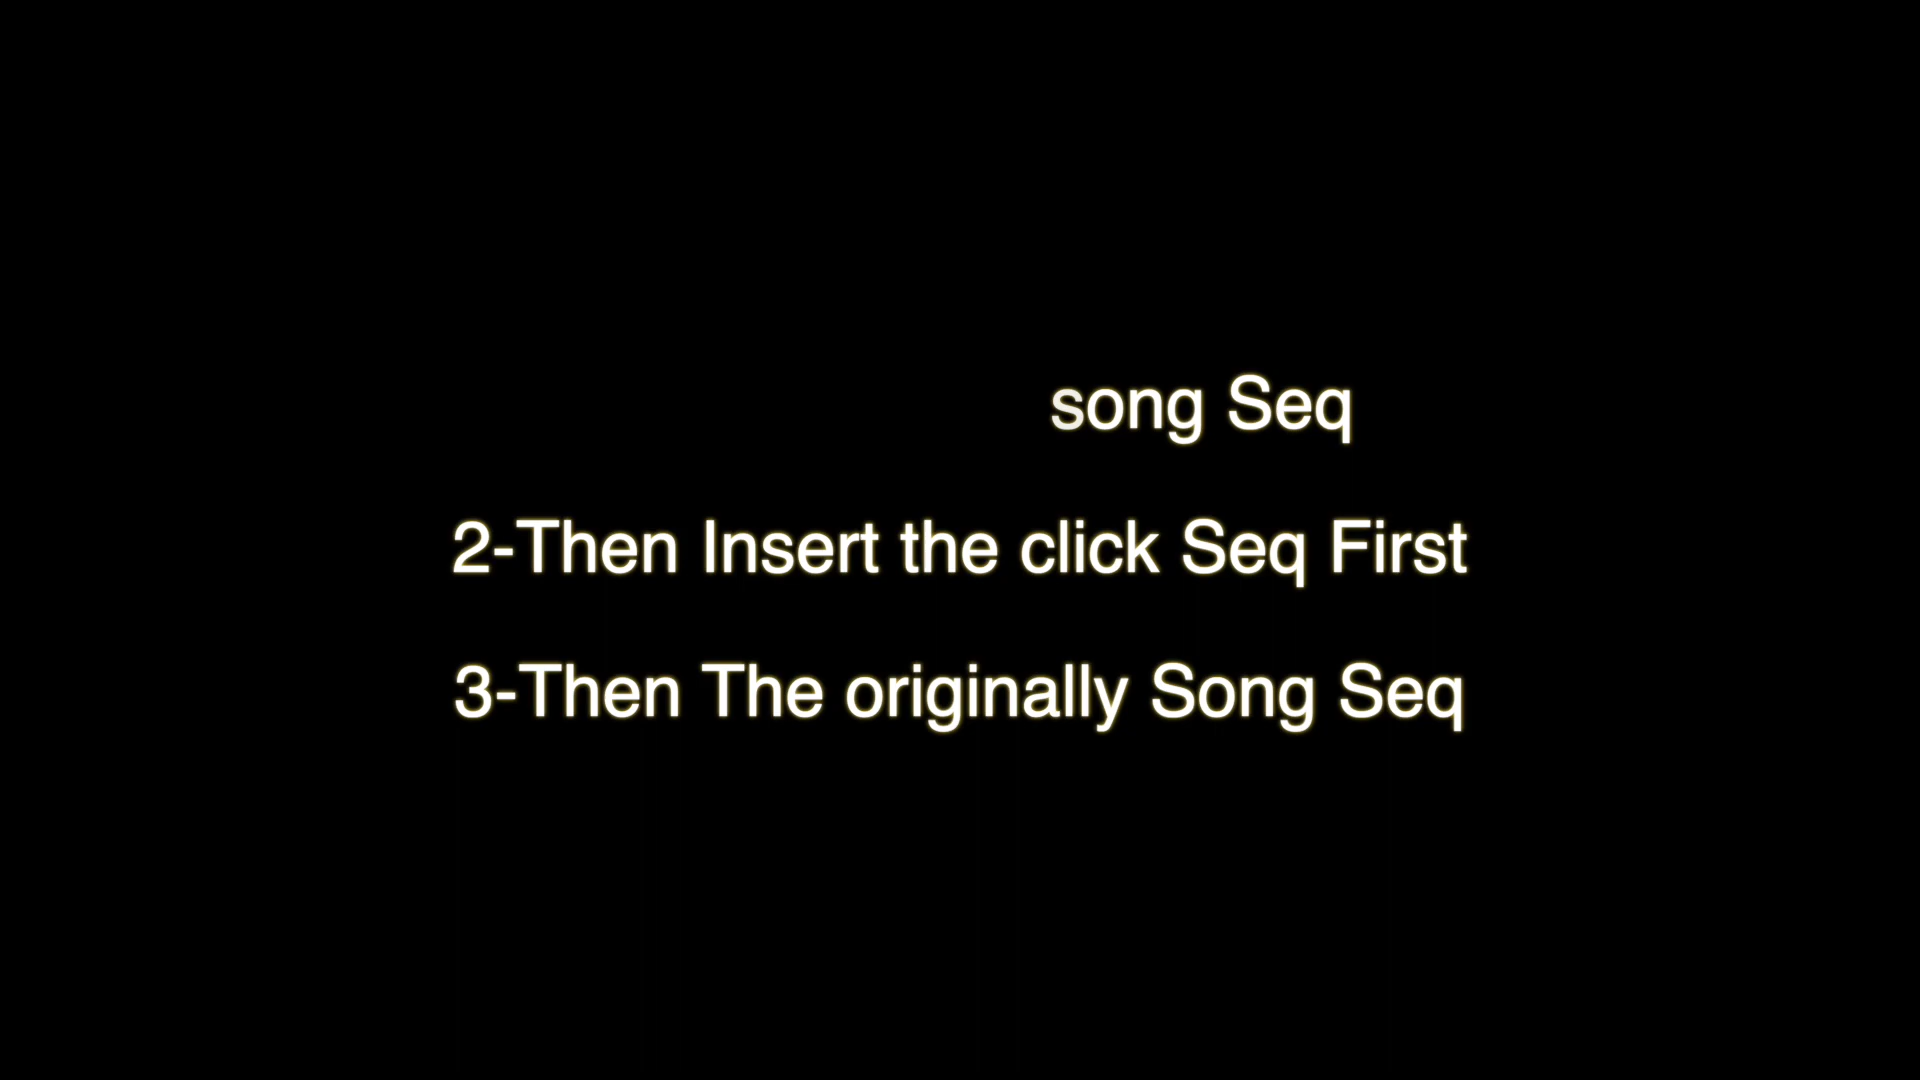 song Seq
2-Then Insert the click Seq First
3-Then The originally Song Seq